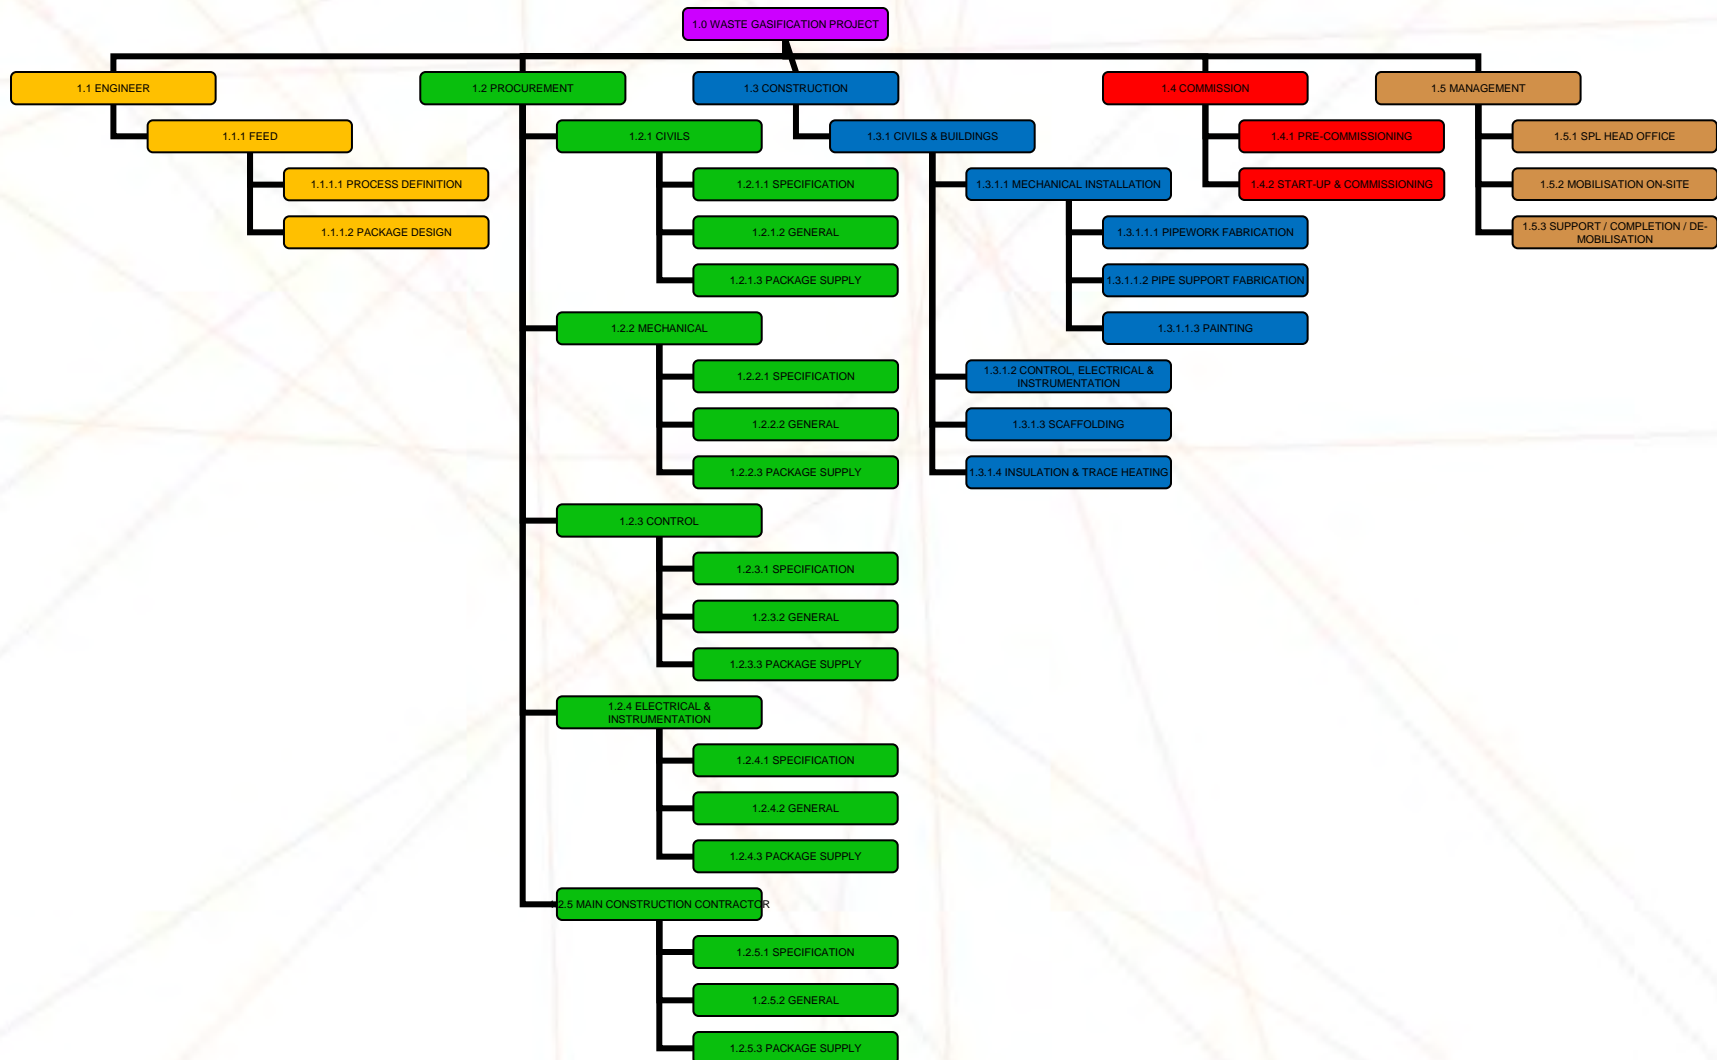 1.0 WASTE GASIFICATION PROJECT
1.1 ENGINEER
1.1.1 FEED
1.1.1.1 PROCESS DEFINITION
1.1.1.2 PACKAGE DESIGN
1.2 PROCUREMENT
1.2.1 CIVILS
1.2.1.1 SPECIFICATION
1.2.1.2 GENERAL
1.2.1.3 PACKAGE SUPPLY
1.2.2 MECHANICAL
1.2.2.1 SPECIFICATION
1.2.2.2 GENERAL
1.2.2.3 PACKAGE SUPPLY
1.2.3 CONTROL
1.2.3.1 SPECIFICATION
1.2.3.2 GENERAL
1.2.3.3 PACKAGE SUPPLY
1.2.4 ELECTRICAL &
INSTRUMENTATION
1.2.4.1 SPECIFICATION
1.2.4.2 GENERAL
1.2.4.3 PACKAGE SUPPLY
1.2.5 MAIN CONSTRUCTION CONTRACTOR
1.2.5.1 SPECIFICATION
1.2.5.2 GENERAL
1.2.5.3 PACKAGE SUPPLY
1.3 CONSTRUCTION
1.3.1 CIVILS & BUILDINGS
1.3.1.1 MECHANICAL INSTALLATION
1.3.1.1.1 PIPEWORK FABRICATION
1.3.1.1.2 PIPE SUPPORT FABRICATION
1.3.1.1.3 PAINTING
1.3.1.2 CONTROL, ELECTRICAL &
INSTRUMENTATION
1.3.1.3 SCAFFOLDING
1.3.1.4 INSULATION & TRACE HEATING
1.4 COMMISSION
1.4.1 PRE-COMMISSIONING
1.4.2 START-UP & COMMISSIONING
1.5 MANAGEMENT
1.5.1 SPL HEAD OFFICE
1.5.2 MOBILISATION ON-SITE
1.5.3 SUPPORT / COMPLETION / DE-
MOBILISATION